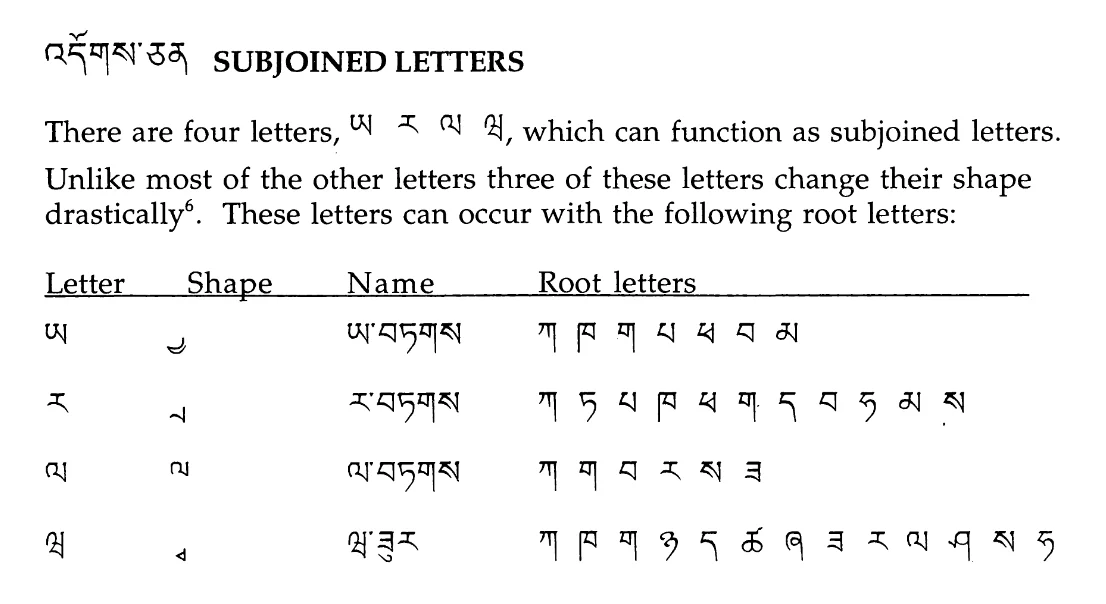 འདོགས་ཅན SUBJOINED LETTERS
There are four letters, ཡ ར ལ ཝ, which can function as subjoined letters.
Unlike most of the other letters three of these letters change their shape
drastically⁶. These letters can occur with the following root letters:
Letter Shape Name Root letters
ཡ ྱ ཡ་བཏགས ཀ ཁ ག པ ཕ བ མ
ར ྲ ར་བཏགས ཀ ཏ པ ཁ ཕ ག ད བ ཧ མ ས
ལ ལ ལ་བཏགས ཀ ག བ ར ས ཟ
ཝ ྭ ཝ་ཟུར ཀ ཁ ག ཉ ད ཚ ཞ ཟ ར ལ ཤ ས ཧ